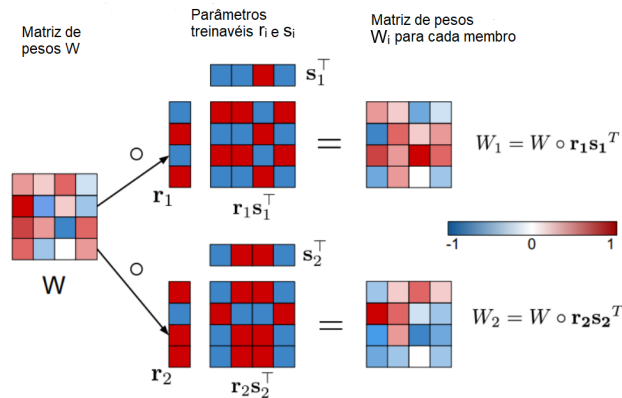 Matriz de
pesos W
Parâmetros
treinavéis ri e si
Matriz de pesos
Wi para cada membro
s₁⊤
r₁
r₁s₁⊤
=
W₁ = W ∘ r₁s₁ᵀ
W
-1 0 1
s₂⊤
r₂
r₂s₂⊤
=
W₂ = W ∘ r₂s₂ᵀ